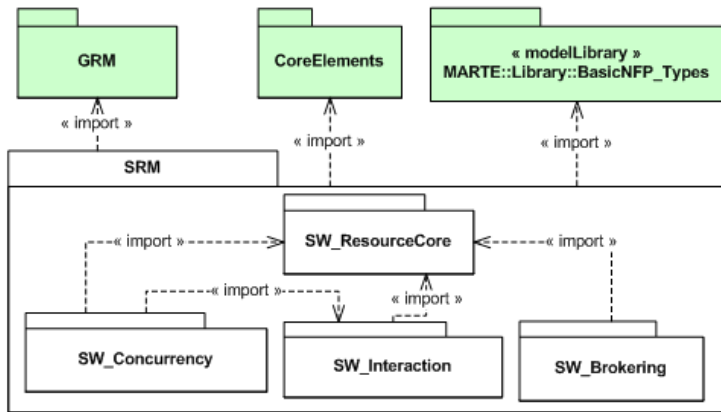 GRM
CoreElements
« modelLibrary »
MARTE::Library::BasicNFP_Types
« import »
« import »
« import »
SRM
SW_ResourceCore
« import »
« import »
« import »
« import »
SW_Concurrency
SW_Interaction
SW_Brokering